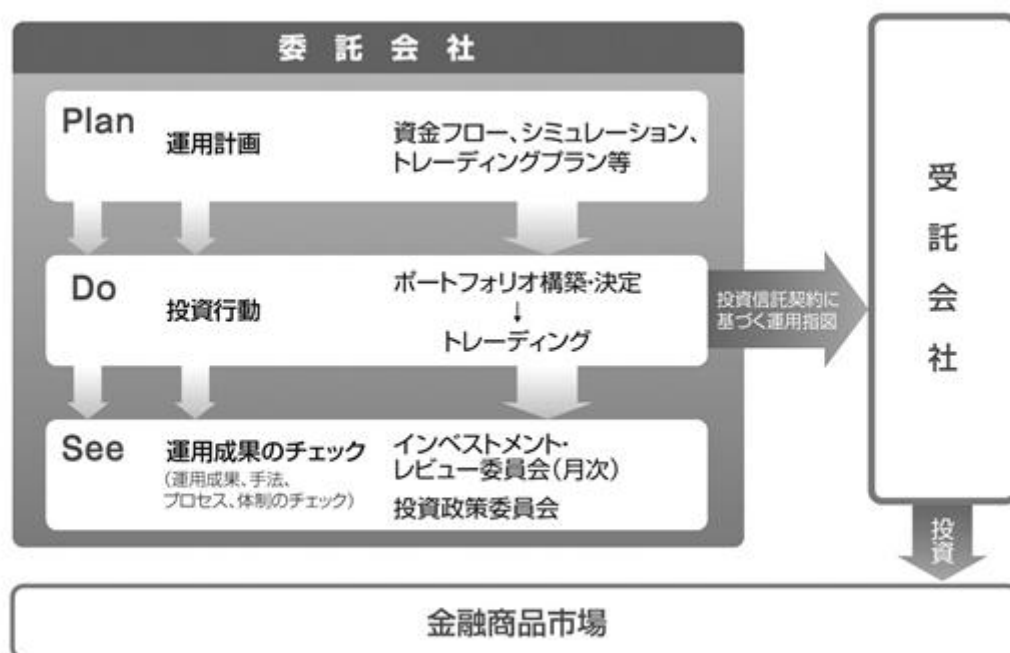 委託会社
Plan
運用計画
資金フロー、シミュレーション、
トレーディングプラン等
Do
投資行動
ポートフォリオ構築・決定
↓
トレーディング
投資信託契約に
基づく運用指図
See
運用成果のチェック
(運用成果、手法、
プロセス、体制のチェック)
インベストメント・
レビュー委員会(月次)
投資政策委員会
受託会社
投資
金融商品市場